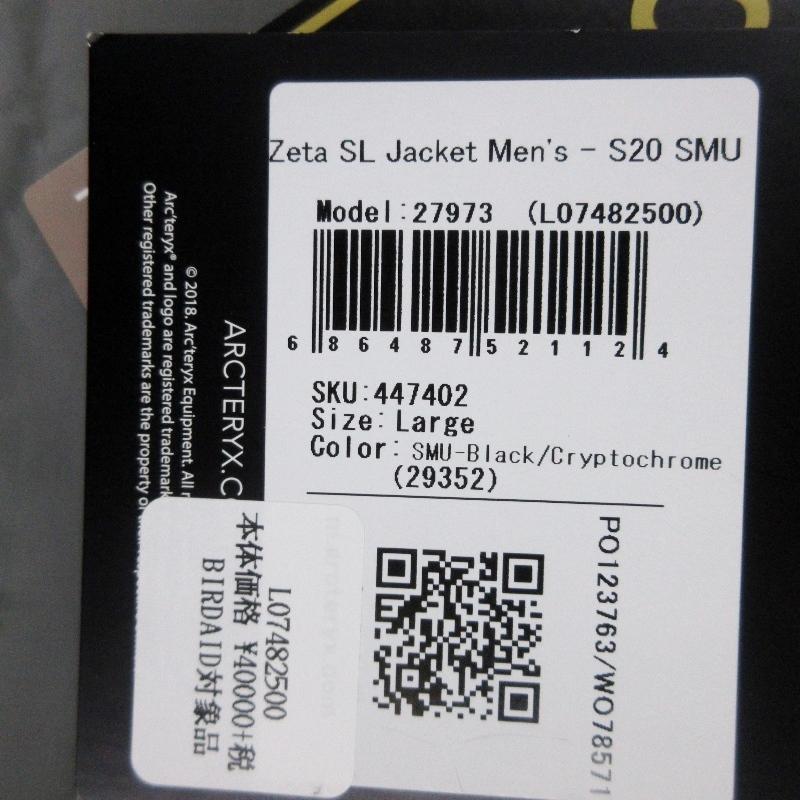 Zeta SL Jacket Men's - S20 SMU
Model:27973 (L07482500)
6 86487 52112 4
SKU:447402
Size: Large
Color: SMU-Black/Cryptochrome
(29352)
PO123763/WO78571
ARCTERYX.C
© 2018. Arc'teryx Equipment. All
Arc'teryx® and logo are registered trademark
Other registered trademarks are the property
L07482500
本体価格 ¥40000+税
BIRDAID対象品